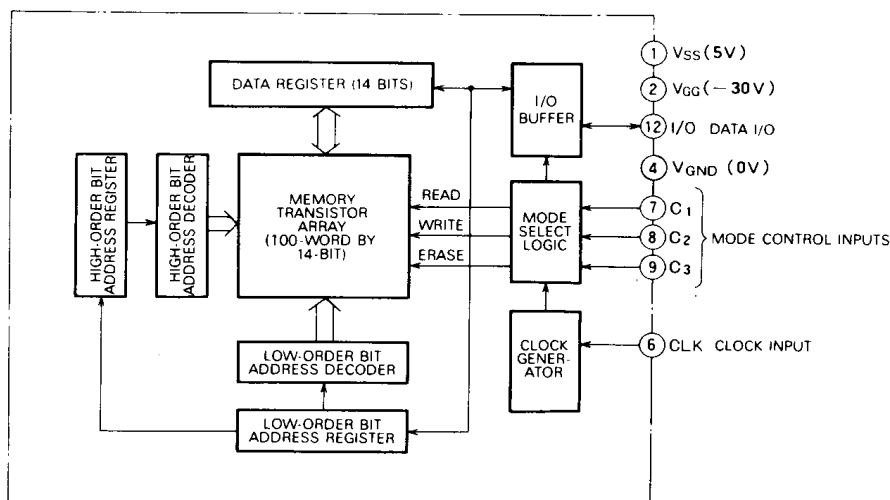 DATA REGISTER (14 BITS)
I/O
BUFFER
1 VSS (5V)
2 VGG (−30V)
12 I/O DATA I/O
4 VGND (0V)
HIGH-ORDER BIT
ADDRESS REGISTER
HIGH-ORDER BIT
ADDRESS DECODER
MEMORY
TRANSISTOR
ARRAY
(100-WORD BY
14-BIT)
READ
WRITE
ERASE
MODE
SELECT
LOGIC
7 C1
8 C2
9 C3
MODE CONTROL INPUTS
LOW-ORDER BIT
ADDRESS DECODER
CLOCK
GENER-
ATOR
6 CLK CLOCK INPUT
LOW-ORDER BIT
ADDRESS REGISTER